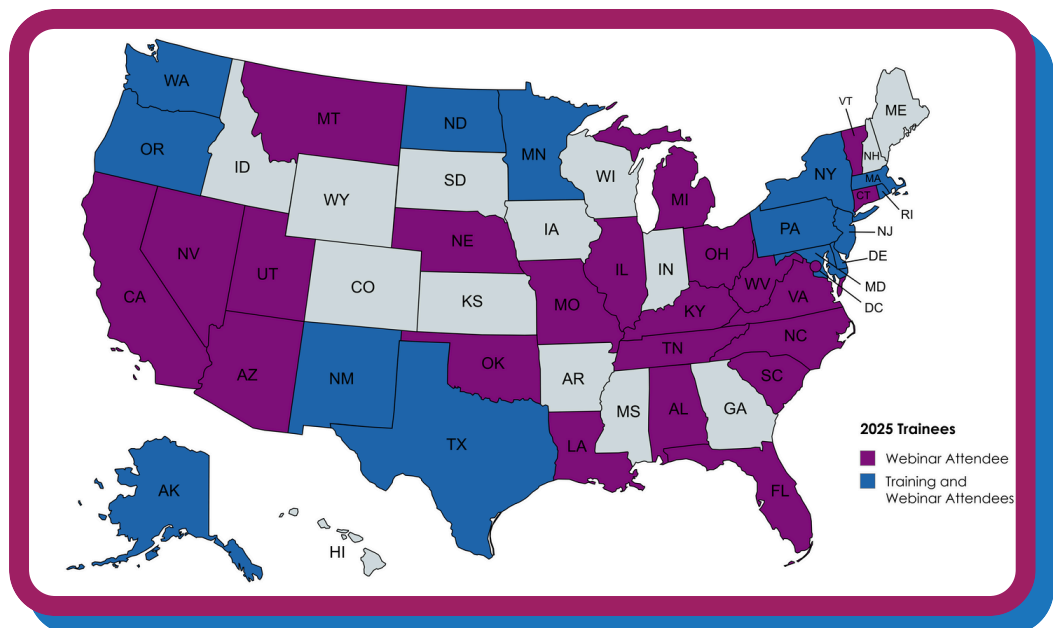 WA
MT
ND
MN
OR
ID
SD
WI
WY
NE
IA
MI
VT
ME
NH
NY
MA
CT
RI
PA
NJ
DE
MD
DC
NV
UT
CO
KS
CA
AZ
NM
OK
TX
MO
IL
IN
OH
WV
VA
KY
NC
TN
SC
AR
MS
AL
GA
LA
FL
AK
HI
2025 Trainees
Webinar Attendee
Training and
Webinar Attendees